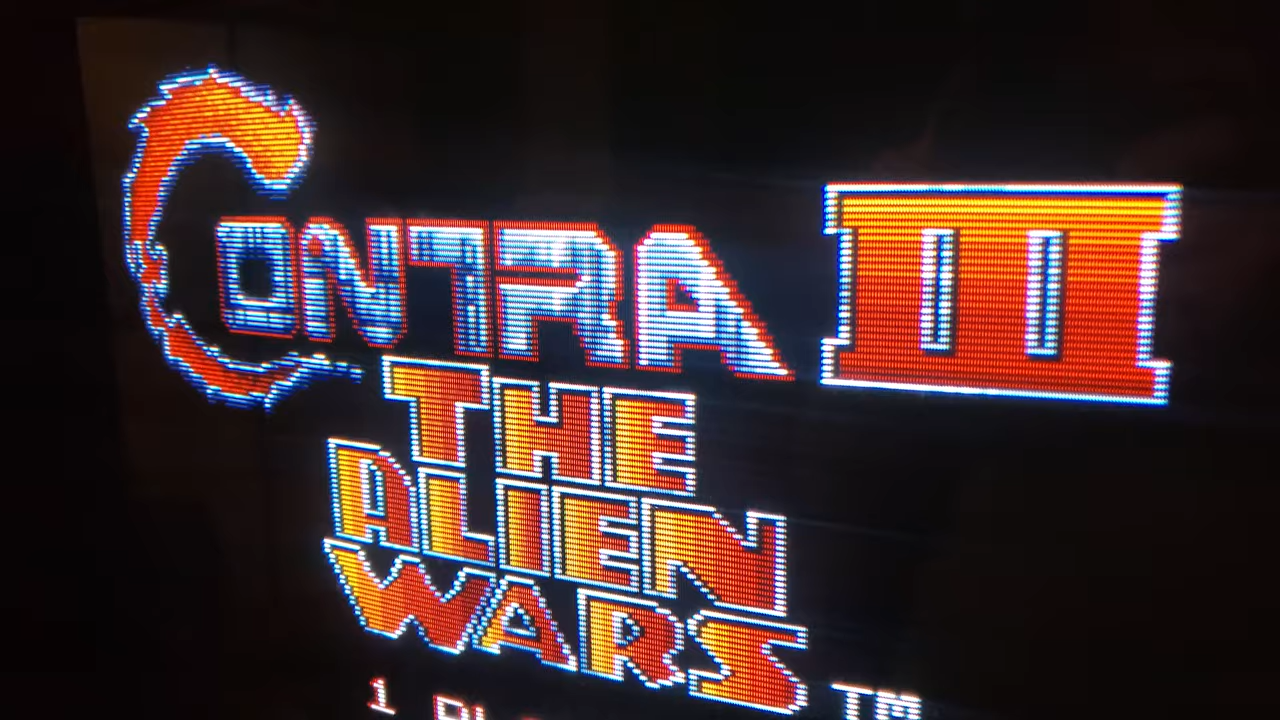 CONTRA III
THE
ALIEN
WARS
TM
1